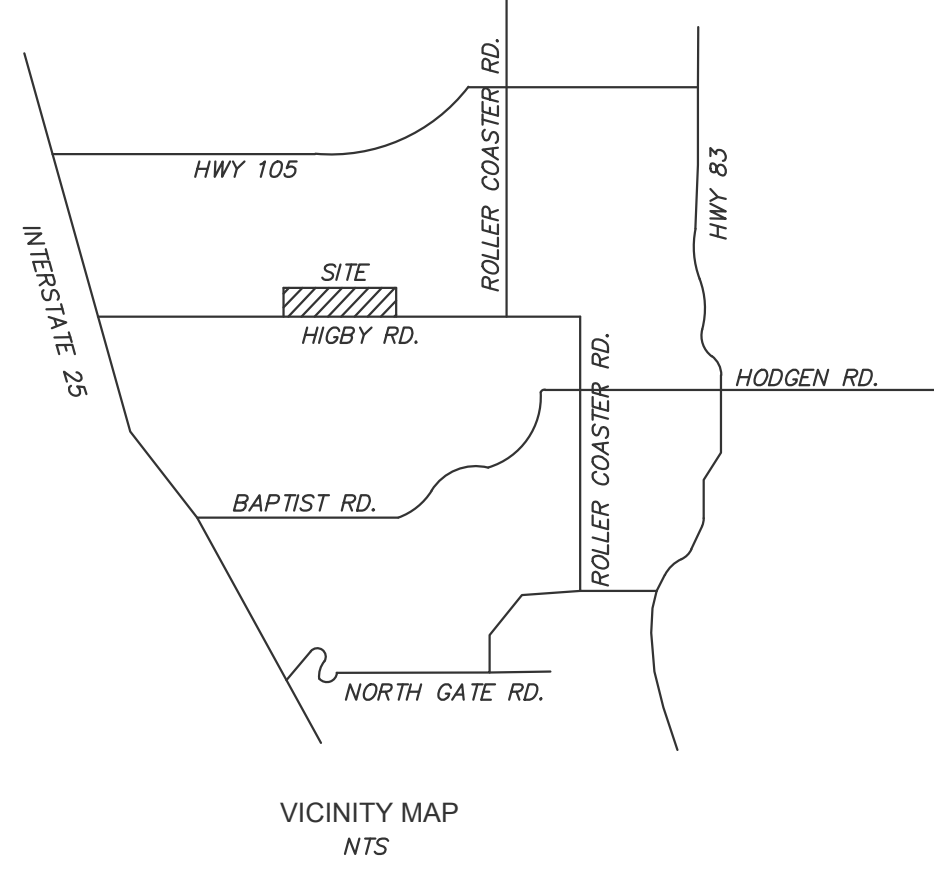 ROLLER COASTER RD.
HWY 105
HWY 83
INTERSTATE 25
SITE
HIGBY RD.
ROLLER COASTER RD.
HODGEN RD.
BAPTIST RD.
NORTH GATE RD.
VICINITY MAP
NTS